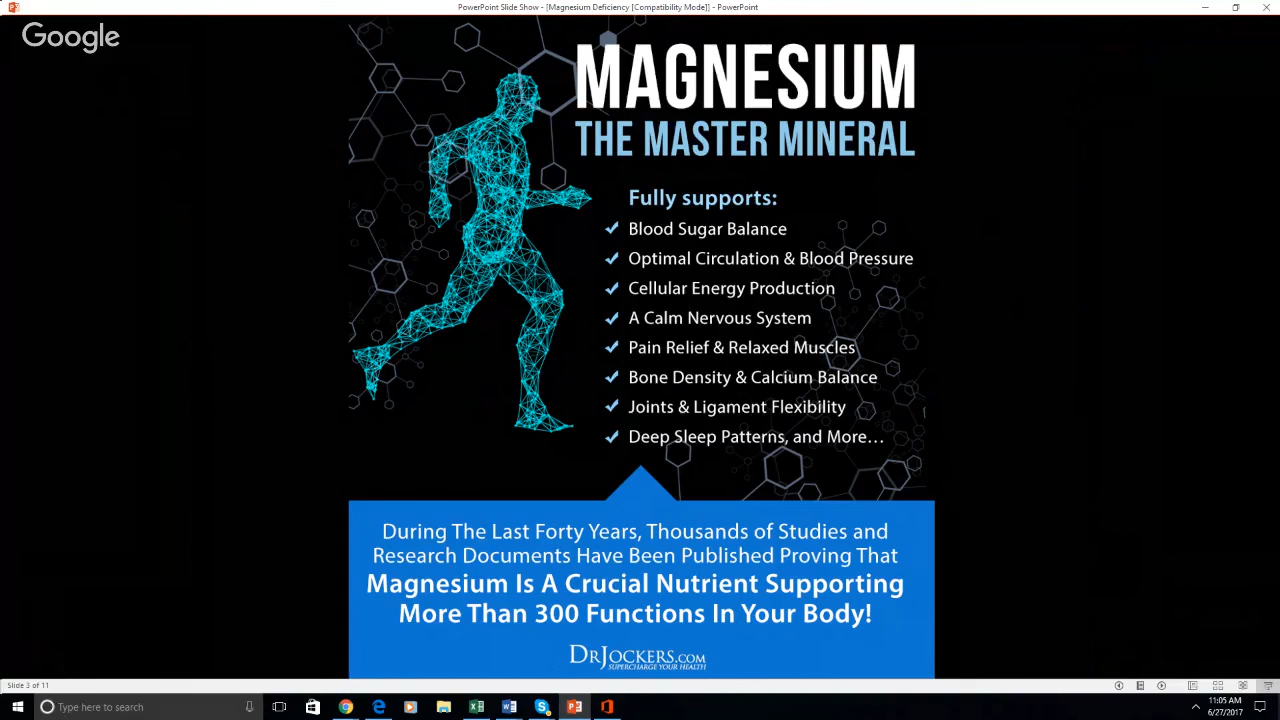 PowerPoint Slide Show - [Magnesium Deficiency [Compatibility Mode]] - PowerPoint
Google
MAGNESIUM
THE MASTER MINERAL
Fully supports:
Blood Sugar Balance
Optimal Circulation & Blood Pressure
Cellular Energy Production
A Calm Nervous System
Pain Relief & Relaxed Muscles
Bone Density & Calcium Balance
Joints & Ligament Flexibility
Deep Sleep Patterns, and More...
During The Last Forty Years, Thousands of Studies and
Research Documents Have Been Published Proving That
Magnesium Is A Crucial Nutrient Supporting
More Than 300 Functions In Your Body!
DRJOCKERS.COM
SUPERCHARGE YOUR HEALTH
Slide 3 of 11
Type here to search
11:05 AM
6/27/2017